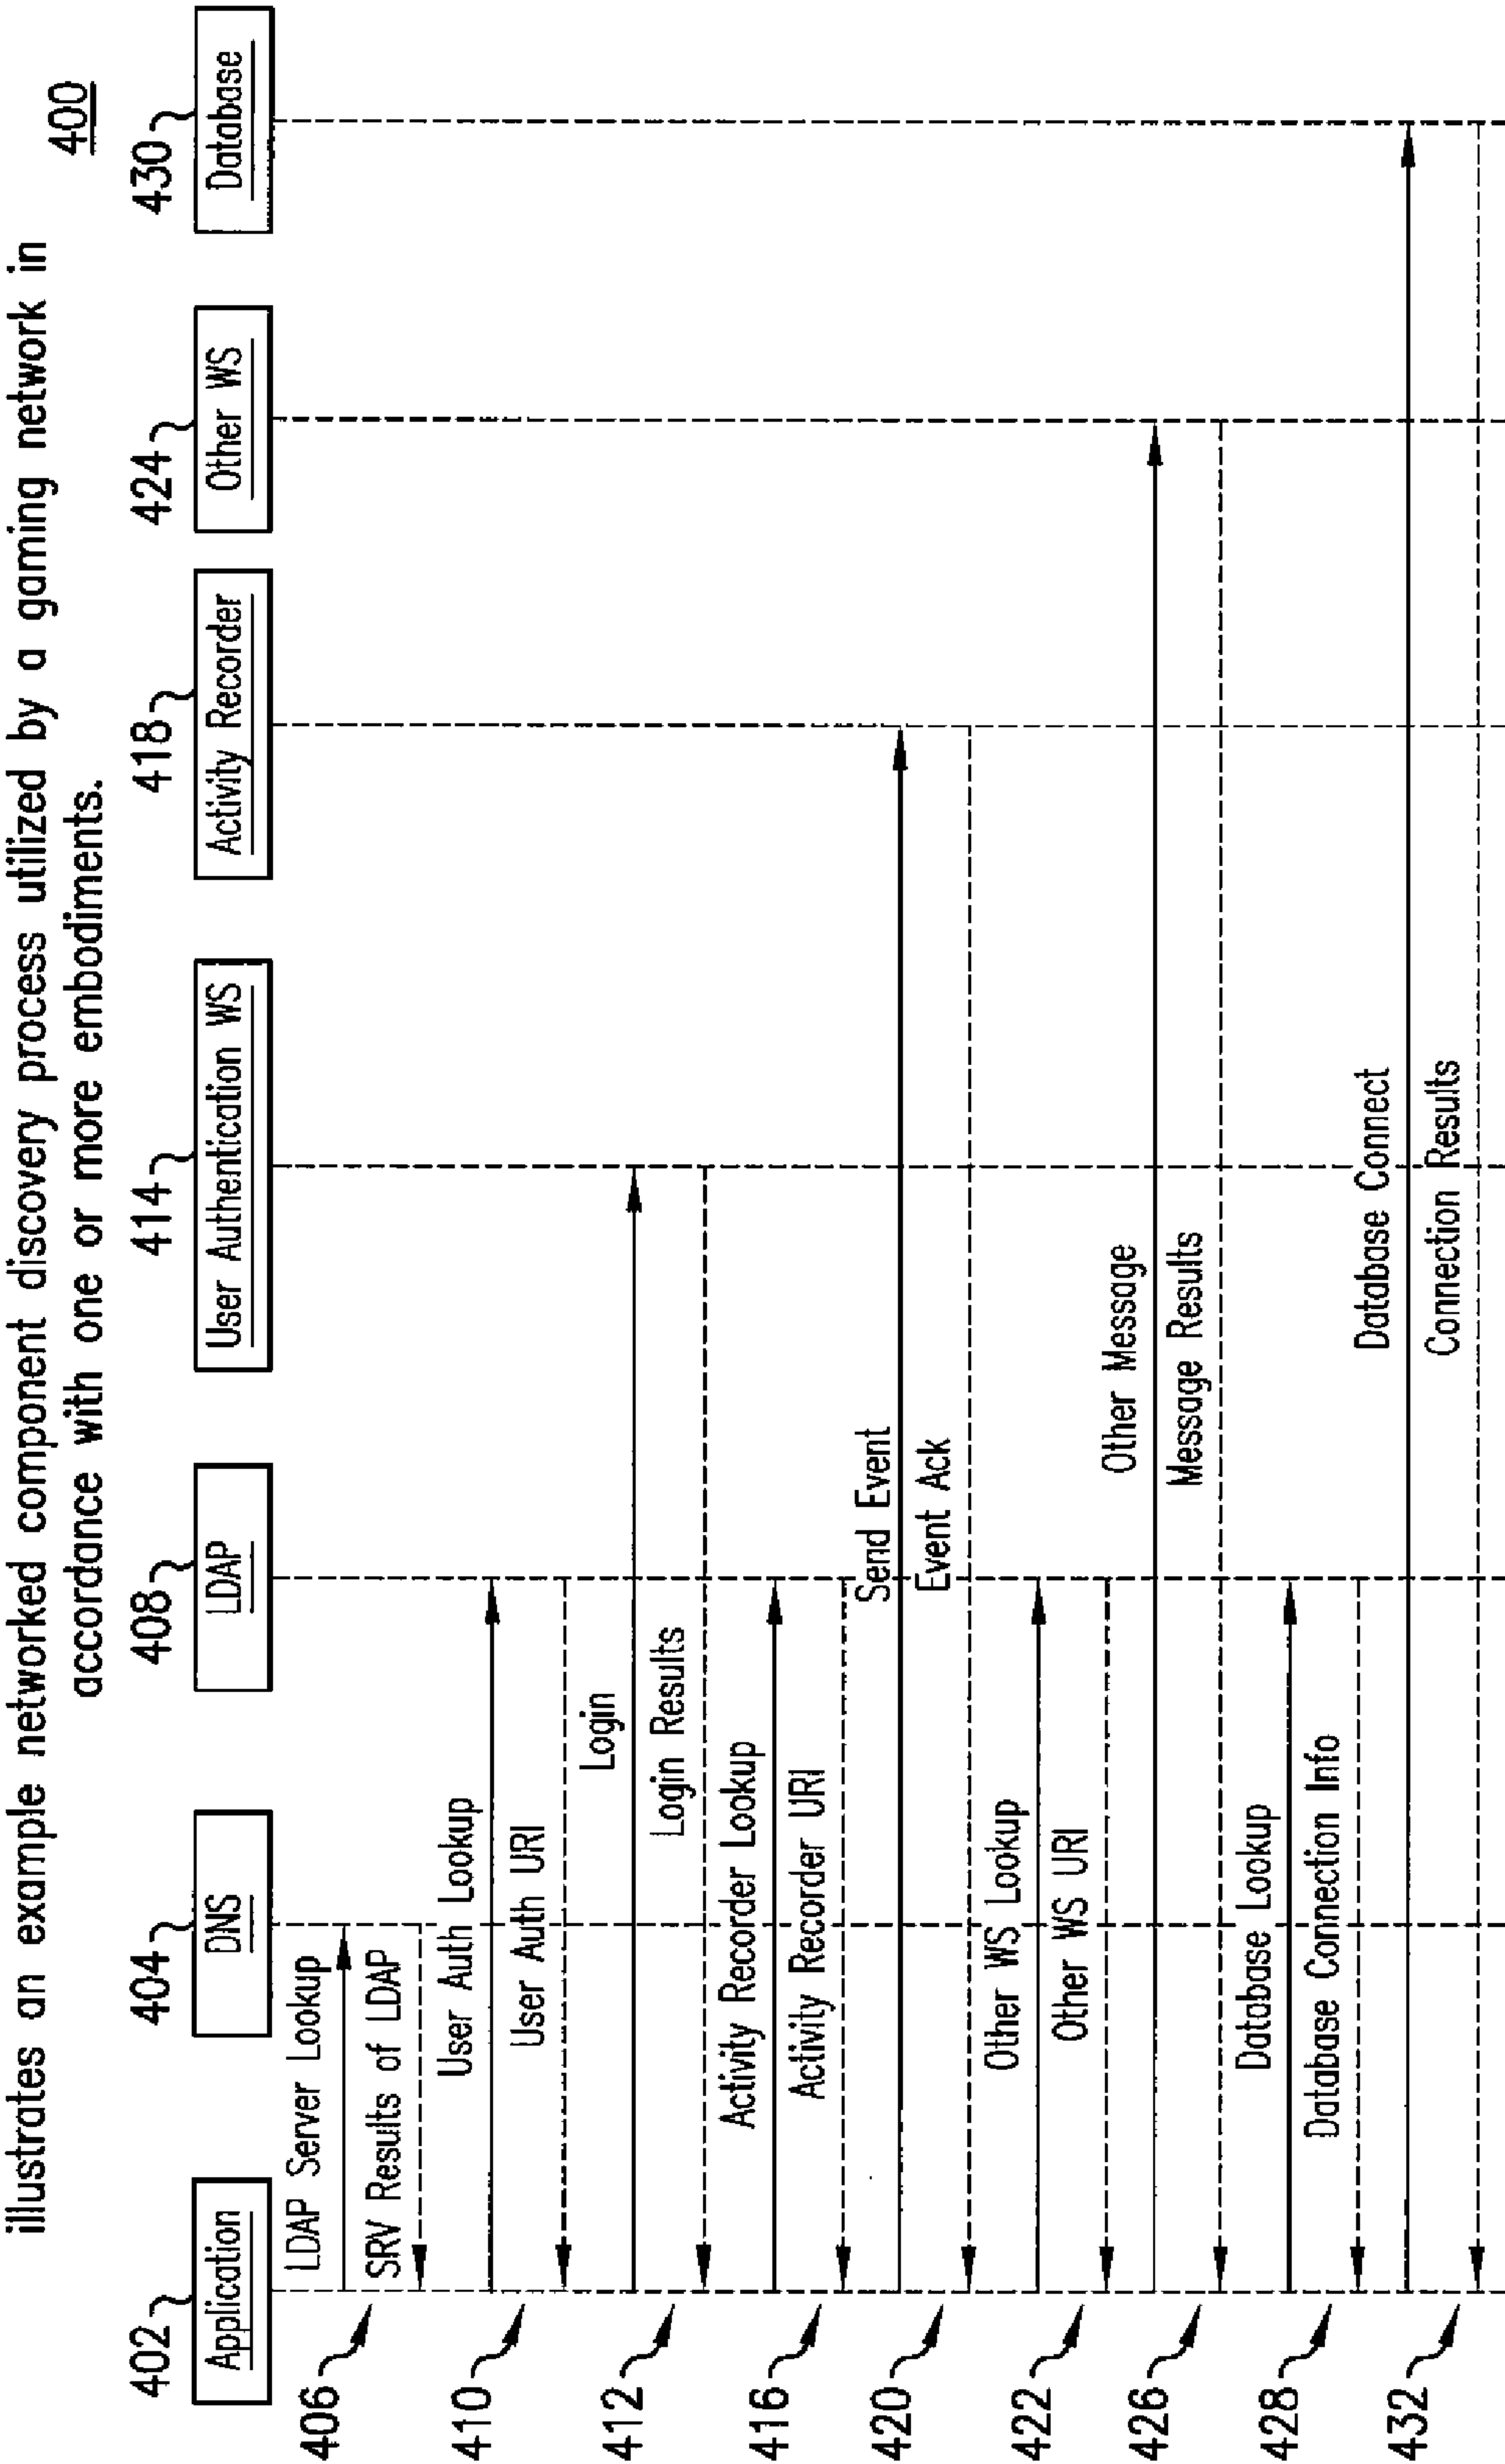 illustrates an example networked component discovery process utilized by a gaming network in
accordance with one or more embodiments.
400
402
404
408
414
418
424
430
Application
DNS
LDAP
User Authentication WS
Activity Recorder
Other WS
Database
406
LDAP Server Lookup
SRV Results of LDAP
410
User Auth Lookup
User Auth URI
412
Login
Login Results
416
Activity Recorder Lookup
Activity Recorder URI
420
Send Event
Event Ack
422
Other WS Lookup
Other WS URI
426
Other Message
Message Results
428
Database Lookup
Database Connection Info
432
Database Connect
Connection Results